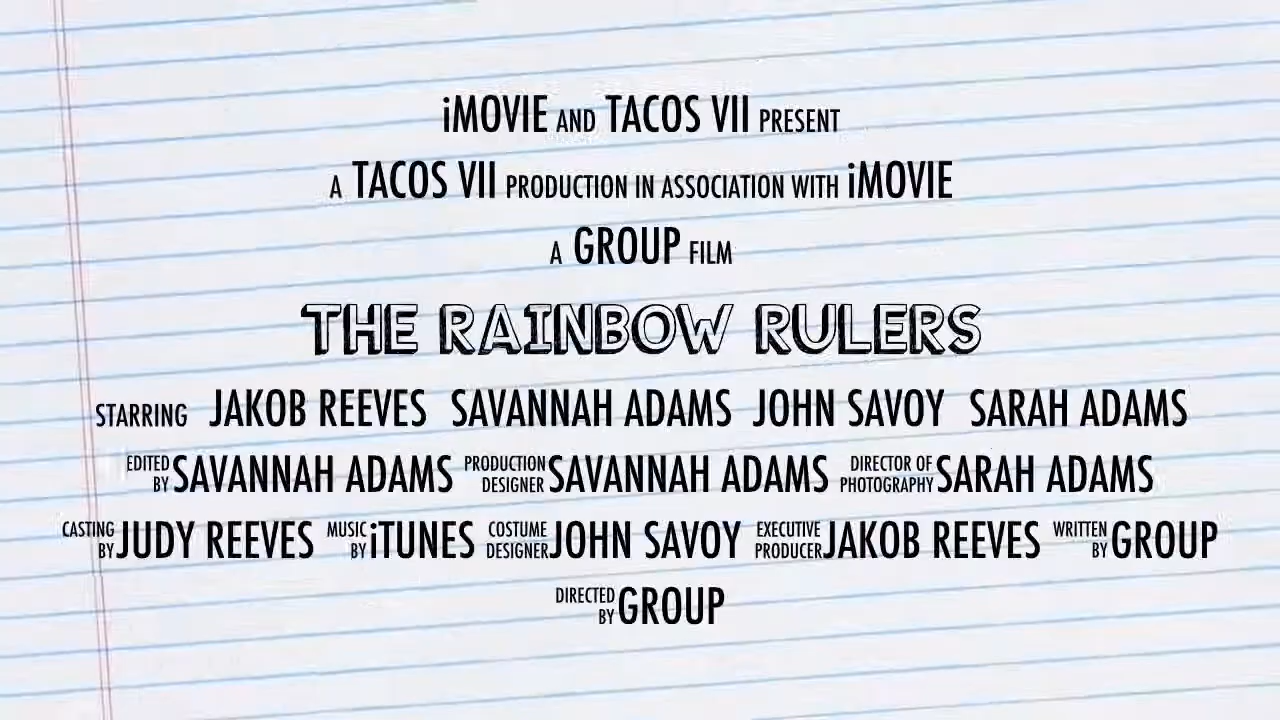 iMOVIE AND TACOS VII PRESENT
A TACOS VII PRODUCTION IN ASSOCIATION WITH iMOVIE
A GROUP FILM
THE RAINBOW RULERS
STARRING JAKOB REEVES SAVANNAH ADAMS JOHN SAVOY SARAH ADAMS
EDITED BY SAVANNAH ADAMS PRODUCTION DESIGNER SAVANNAH ADAMS DIRECTOR OF PHOTOGRAPHY SARAH ADAMS
CASTING BY JUDY REEVES MUSIC BY iTUNES COSTUME DESIGNER JOHN SAVOY EXECUTIVE PRODUCER JAKOB REEVES WRITTEN BY GROUP
DIRECTED BY GROUP